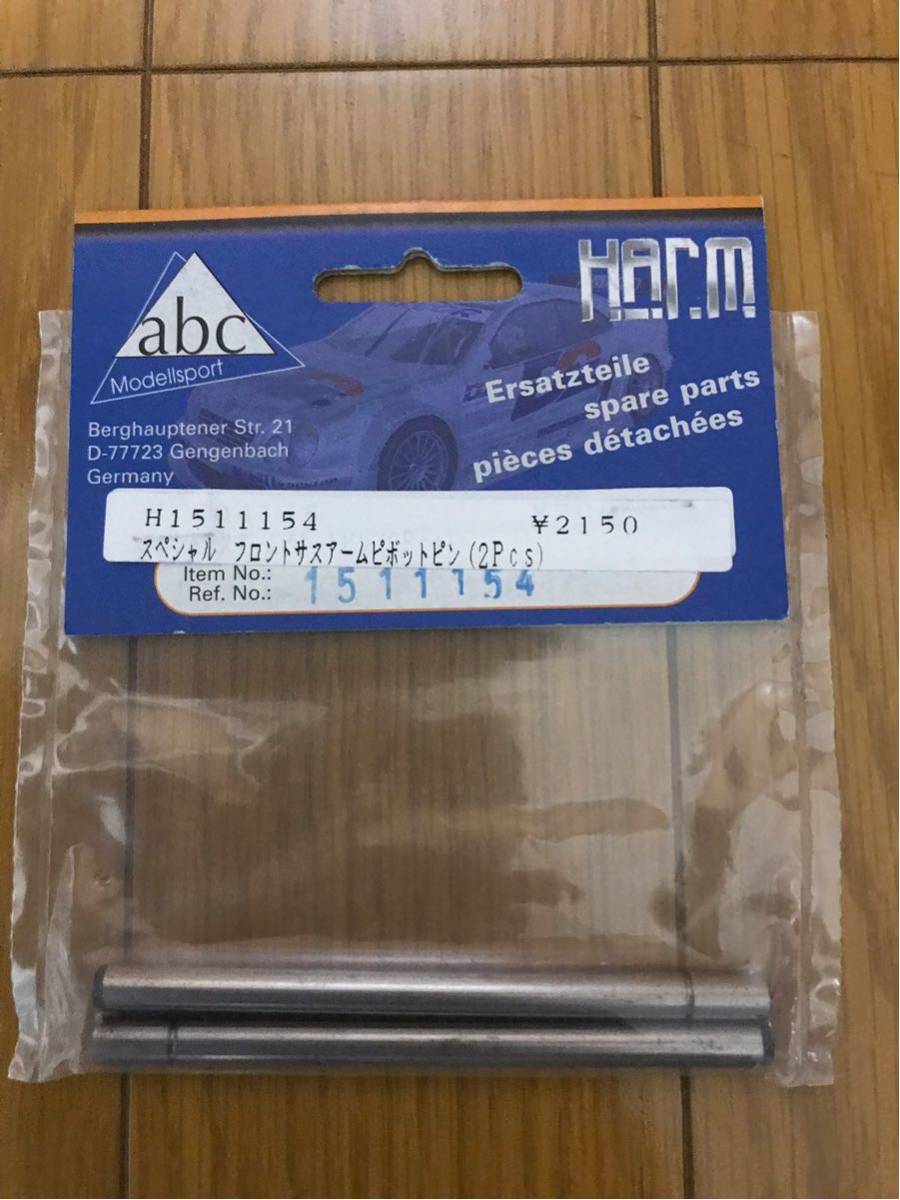 abc
Modellsport
Berghauptener Str. 21
D-77723 Gengenbach
Germany
Harm
Ersatzteile
spare parts
pièces détachées
H1511154 ¥2150
スペシャル フロントサスアームピボットピン(2Pcs)
Item No.:
Ref. No.:
1511154